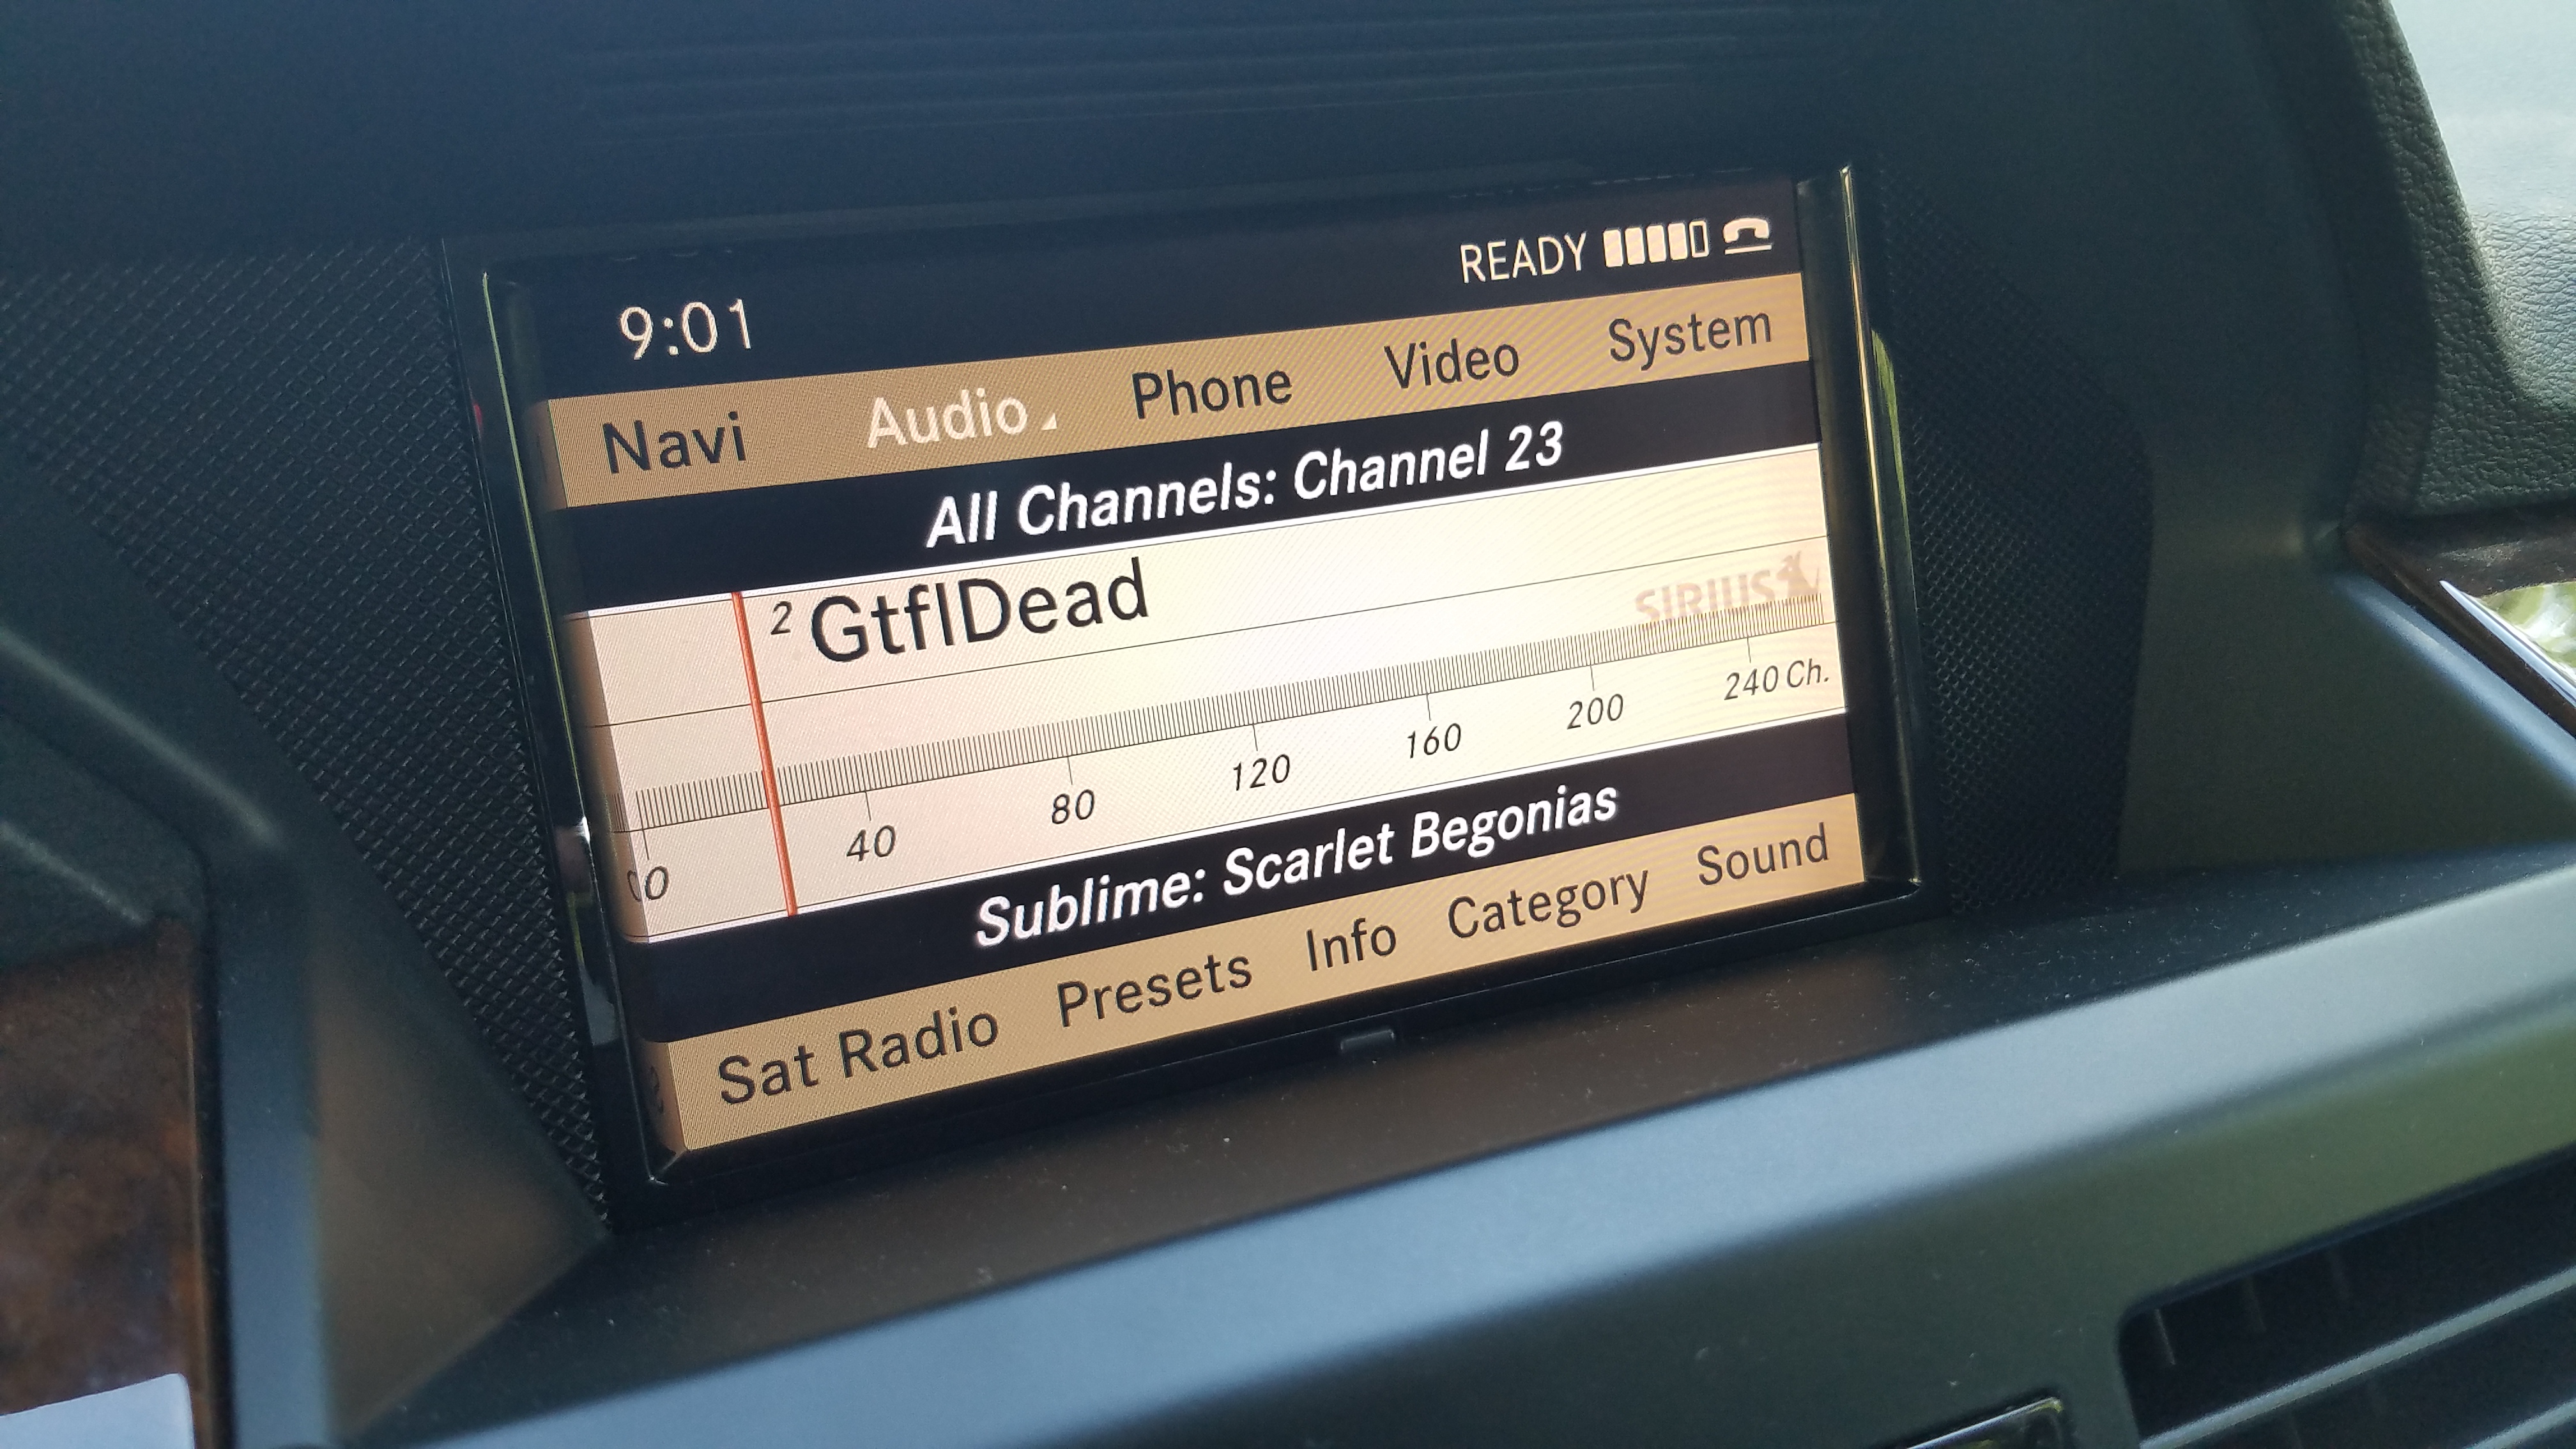 READY
9:01
Navi Audio Phone Video System
All Channels: Channel 23
2 GtflDead
SIRIUS
0 40 80 120 160 200 240 Ch.
Sublime: Scarlet Begonias
Sat Radio Presets Info Category Sound